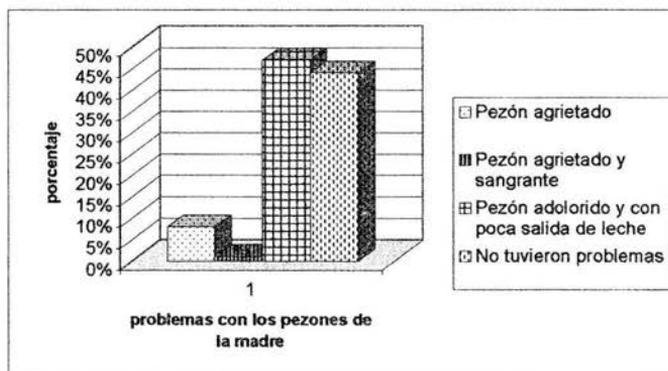 50%
45%
40%
35%
30%
25%
20%
15%
10%
5%
0%
porcentaje
1
problemas con los pezones de
la madre
Pezón agrietado
Pezón agrietado y
sangrante
Pezón adolorido y con
poca salida de leche
No tuvieron problemas